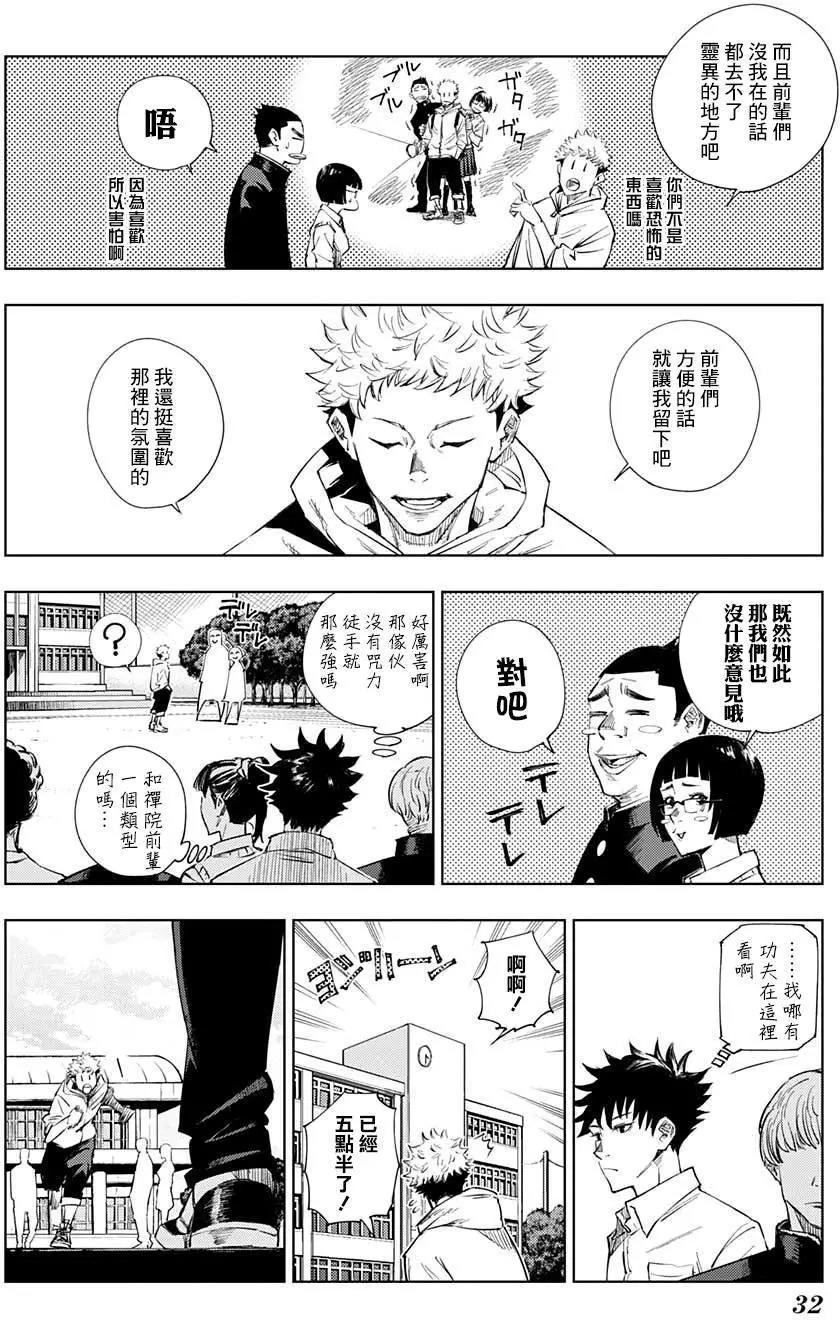 而且前輩們
沒我在的話
都去不了
靈異的地方吧
你們不是
喜歡恐怖的
東西嗎
ガタ
ガタ
ブル
ブル
唔
因為喜歡
所以害怕啊
前輩們
方便的話
就讓我留下吧
我還挺喜歡
那裡的氛圍的
既然如此
那我們也
沒什麼意見哦
對吧
デレ
デレ
好厲害啊
那傢伙
沒有咒力
徒手就
那麼強嗎
デレ
デレ
?
和禪院前輩
一個類型
的嗎…
……我哪有
功夫在這裡
看啊
啊啊!
已經
五點半了!
32